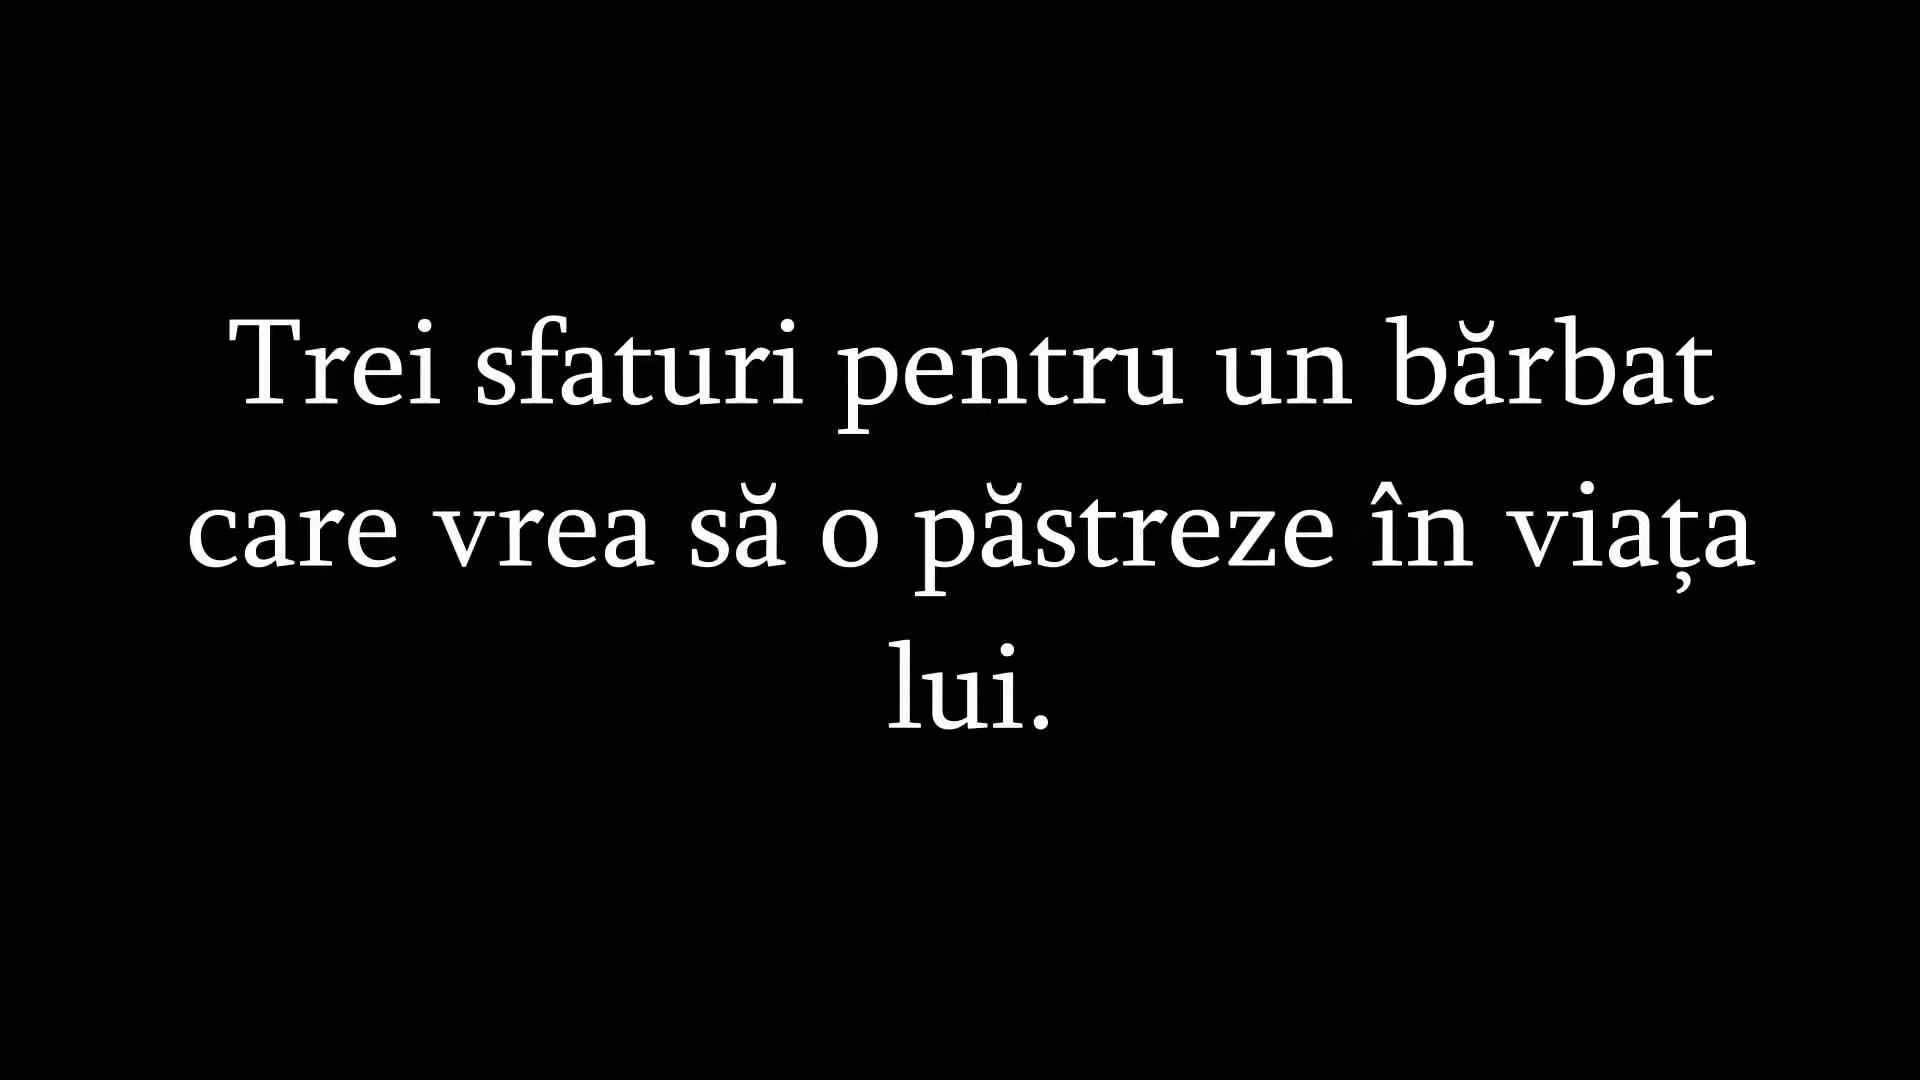 Trei sfaturi pentru un bărbat
care vrea să o păstreze în viața
lui.